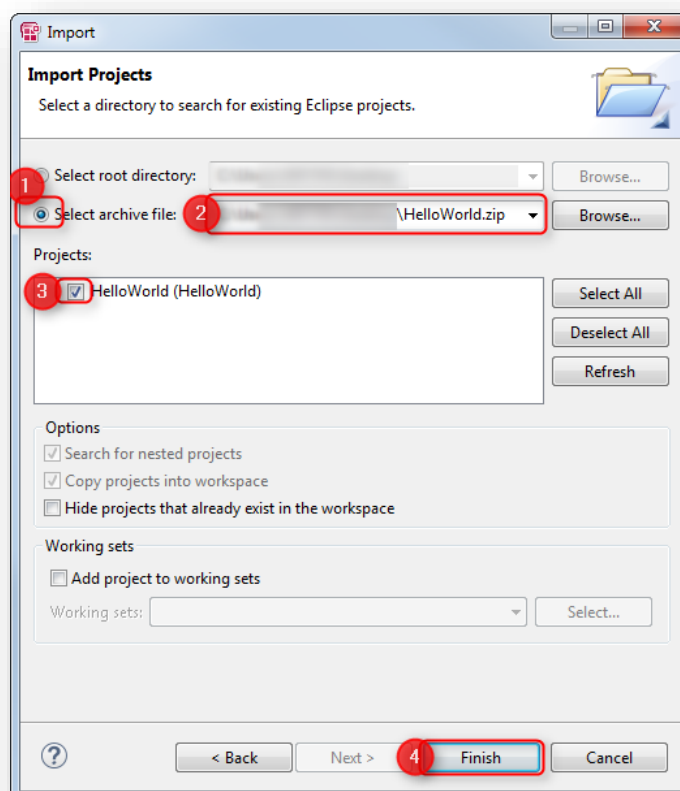 Import
Import Projects
Select a directory to search for existing Eclipse projects.
Select root directory:
Browse...
1
Select archive file: 2 \HelloWorld.zip Browse...
Projects:
3 HelloWorld (HelloWorld)
Select All
Deselect All
Refresh
Options
Search for nested projects
Copy projects into workspace
Hide projects that already exist in the workspace
Working sets
Add project to working sets
Working sets:
Select...
? < Back Next > 4 Finish Cancel